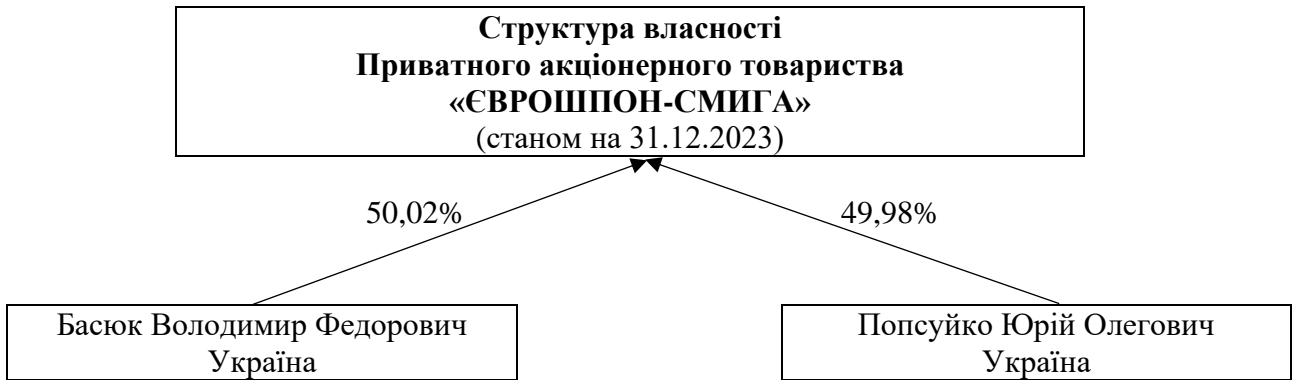 Структура власності
Приватного акціонерного товариства
«ЄВРОШПОН-СМИГА»
(станом на 31.12.2023)
50,02%
49,98%
Басюк Володимир Федорович
Україна
Попсуйко Юрій Олегович
Україна